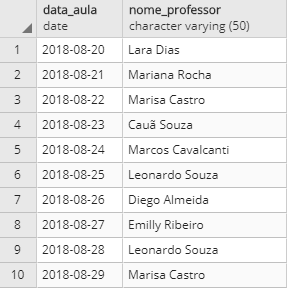 data_aula nome_professor
date character varying (50)
1 2018-08-20 Lara Dias
2 2018-08-21 Mariana Rocha
3 2018-08-22 Marisa Castro
4 2018-08-23 Cauã Souza
5 2018-08-24 Marcos Cavalcanti
6 2018-08-25 Leonardo Souza
7 2018-08-26 Diego Almeida
8 2018-08-27 Emilly Ribeiro
9 2018-08-28 Leonardo Souza
10 2018-08-29 Marisa Castro